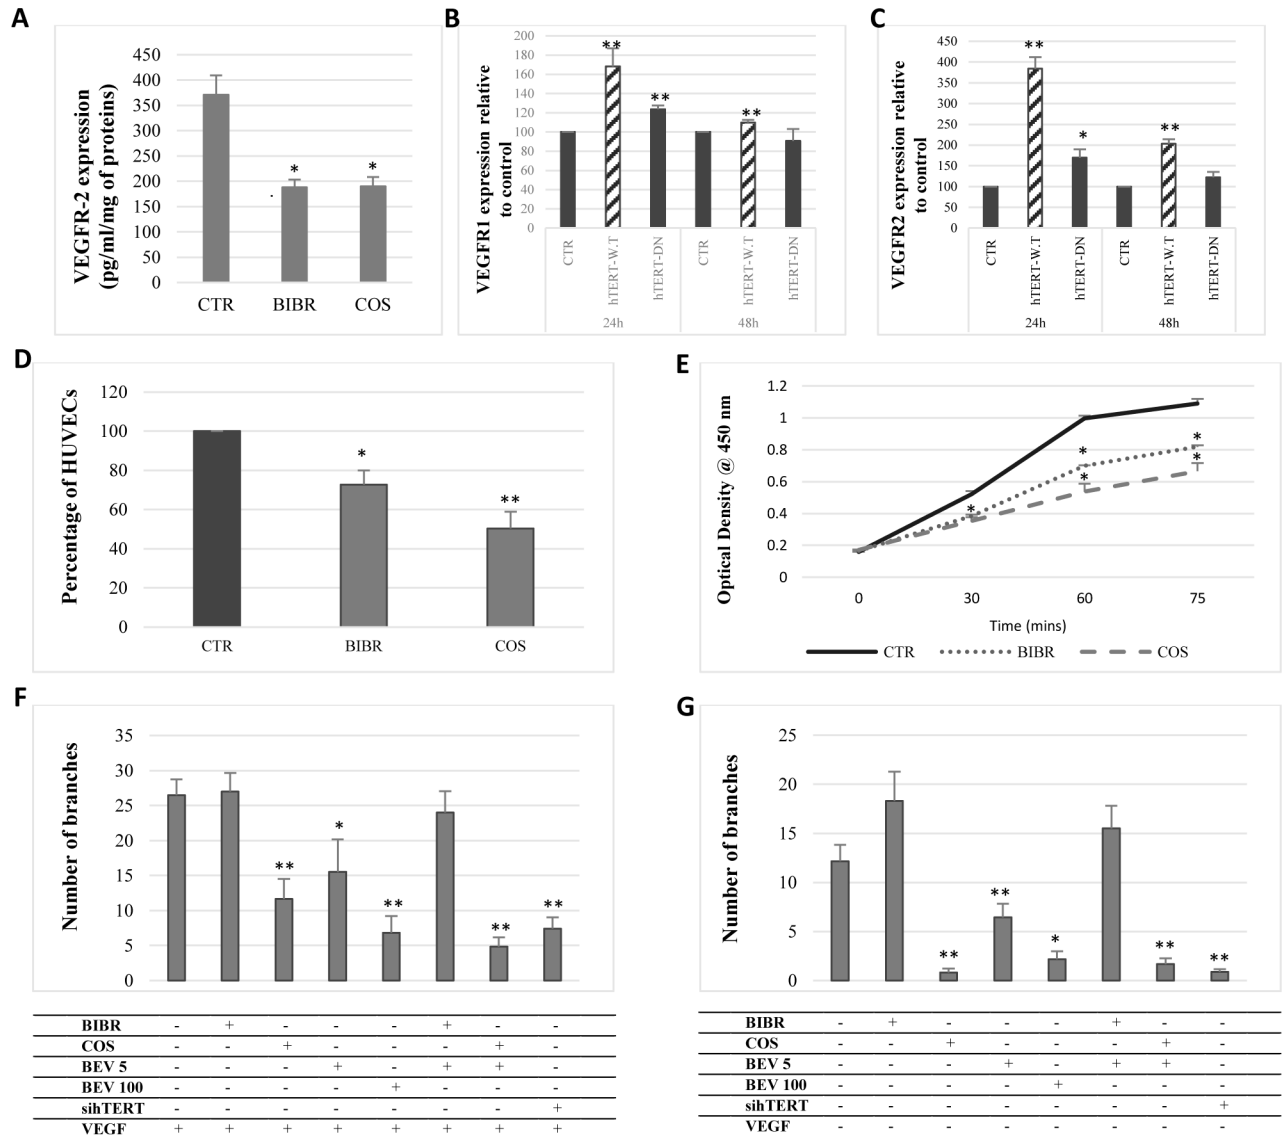 A
VEGFR-2 expression
(pg/ml/mg of proteins)
450
400
350
300
250
200
150
100
50
0
*
*
CTR BIBR COS
B
VEGFR1 expression relative
to control
200
180
160
140
120
100
80
60
40
20
0
**
**
**
CTR hTERT-W.T hTERT-DN CTR hTERT-W.T hTERT-DN
24h 48h
C
VEGFR2 expression relative
to control
450
400
350
300
250
200
150
100
50
0
**
*
**
CTR hTERT-W.T hTERT-DN CTR hTERT-W.T hTERT-DN
24h 48h
D
Percentage of HUVECs
120
100
80
60
40
20
0
*
**
CTR BIBR COS
E
Optical Density @ 450 nm
1.2
1
0.8
0.6
0.4
0.2
0
*
*
*
*
*
0 30 60 75
Time (mins)
CTR BIBR COS
F
Number of branches
35
30
25
20
15
10
5
0
** * ** ** **
BIBR - + - - - + - -
COS - - + - - - + -
BEV 5 - - - + - + + -
BEV 100 - - - - + - - -
sihTERT - - - - - - - +
VEGF + + + + + + + +
G
Number of branches
25
20
15
10
5
0
** ** * ** **
BIBR - + - - - + - -
COS - - + - - - + -
BEV 5 - - - + - + + -
BEV 100 - - - - + - - -
sihTERT - - - - - - - +
VEGF - - - - - - - -